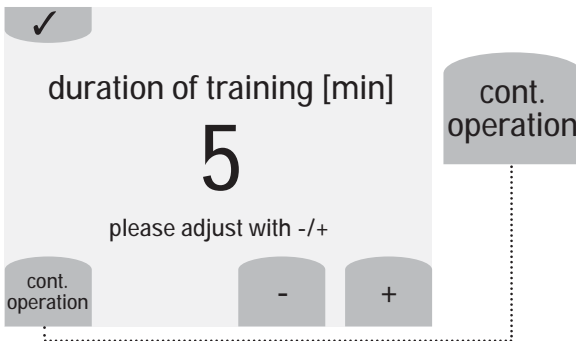 ✓
duration of training [min]
5
please adjust with -/+
cont.
operation
-
+
cont.
operation